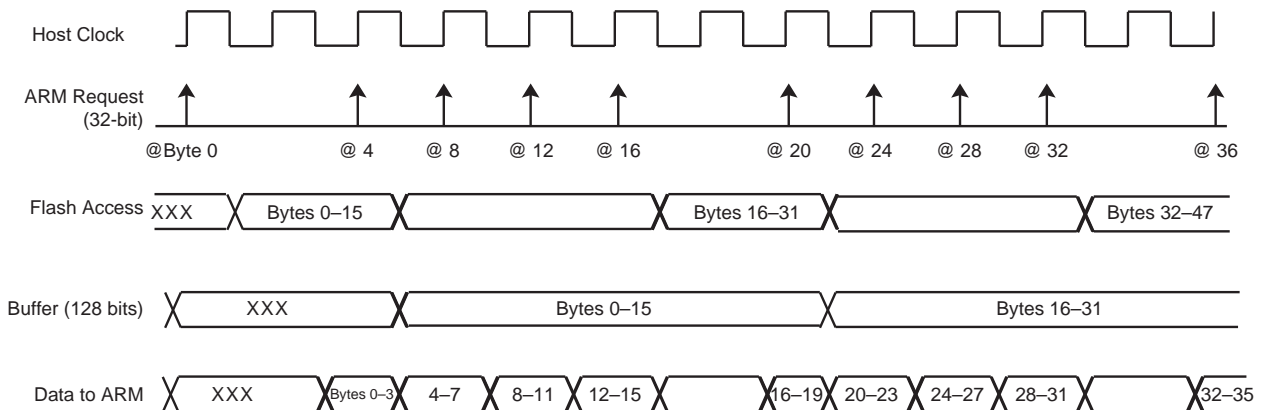 Host Clock
ARM Request
(32-bit)
@Byte 0 @ 4 @ 8 @ 12 @ 16 @ 20 @ 24 @ 28 @ 32 @ 36
Flash Access XXX Bytes 0–15 Bytes 16–31 Bytes 32–47
Buffer (128 bits) XXX Bytes 0–15 Bytes 16–31
Data to ARM XXX Bytes 0–3 4–7 8–11 12–15 16–19 20–23 24–27 28–31 32–35